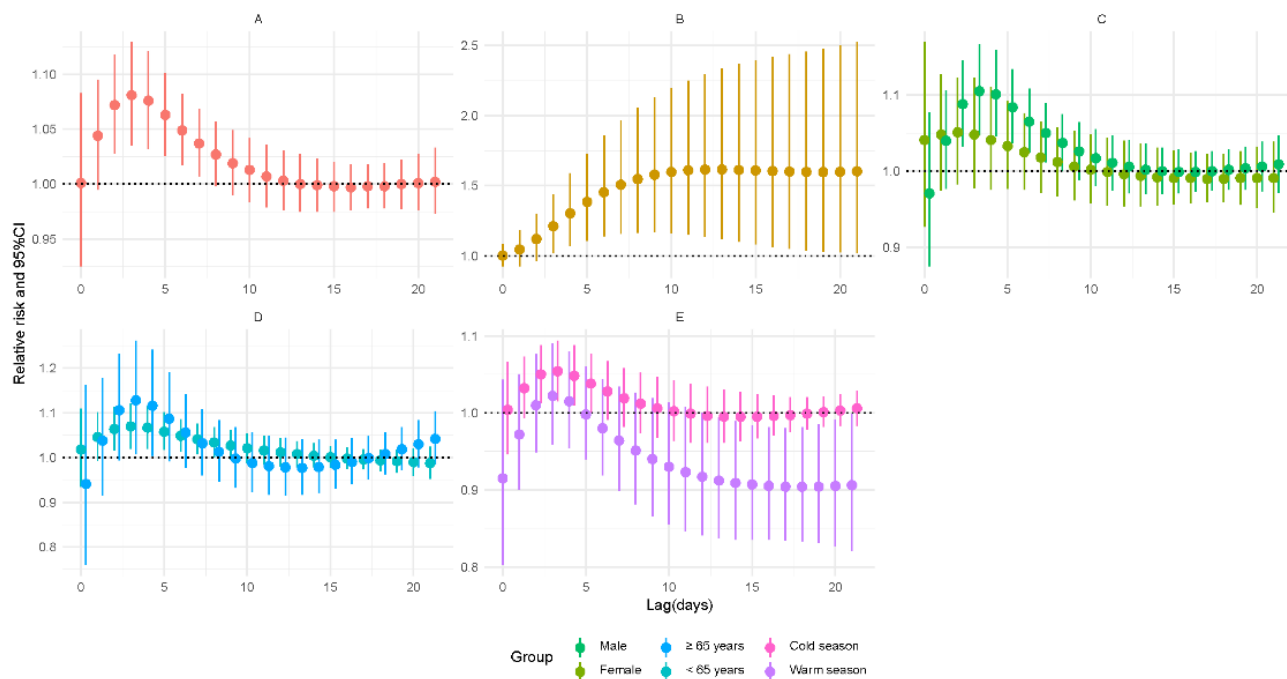 A
B
C
1.10
1.05
1.00
0.95
2.5
2.0
1.5
1.0
1.1
1.0
0.9
0 5 10 15 20
0 5 10 15 20
0 5 10 15 20
Relative risk and 95%CI
D
E
1.2
1.1
1.0
0.9
0.8
1.1
1.0
0.9
0.8
0 5 10 15 20
0 5 10 15 20
Lag(days)
Group
Male
≥ 65 years
Cold season
Female
< 65 years
Warm season